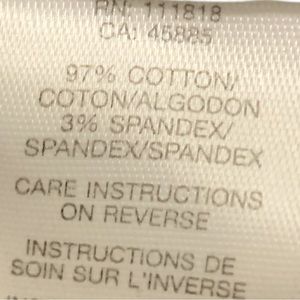 RN: 111818
CA: 45885
97% COTTON/
COTON/ALGODON
3% SPANDEX/
SPANDEX/SPANDEX
CARE INSTRUCTIONS
ON REVERSE
INSTRUCTIONS DE
SOIN SUR L'INVERSE